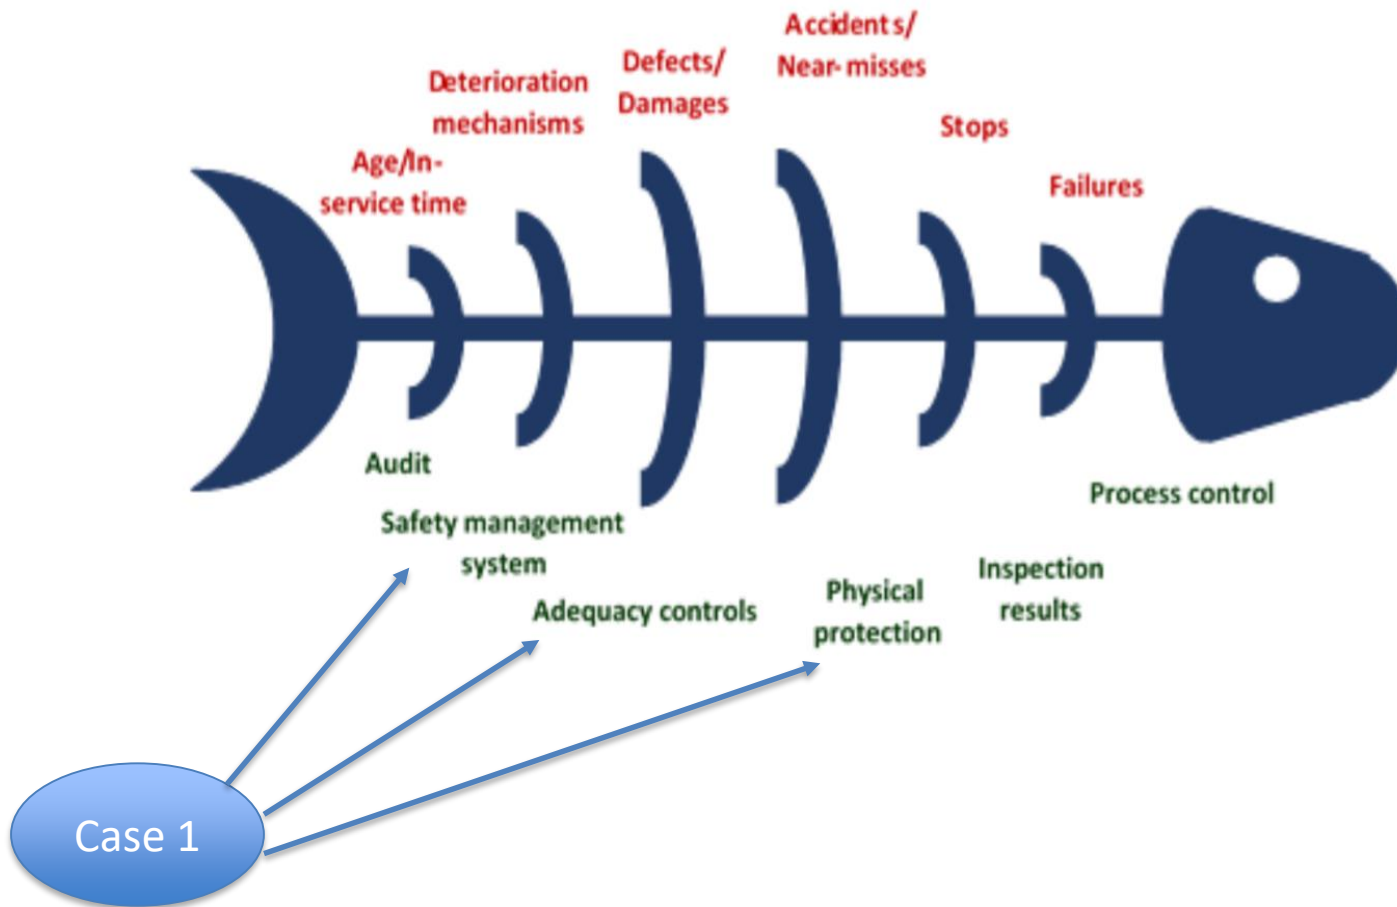 Accidents/
Near-misses
Defects/
Damages
Deterioration
mechanisms
Stops
Age/In-
service time
Failures
Audit
Safety management
system
Adequacy controls
Physical
protection
Inspection
results
Process control
Case 1